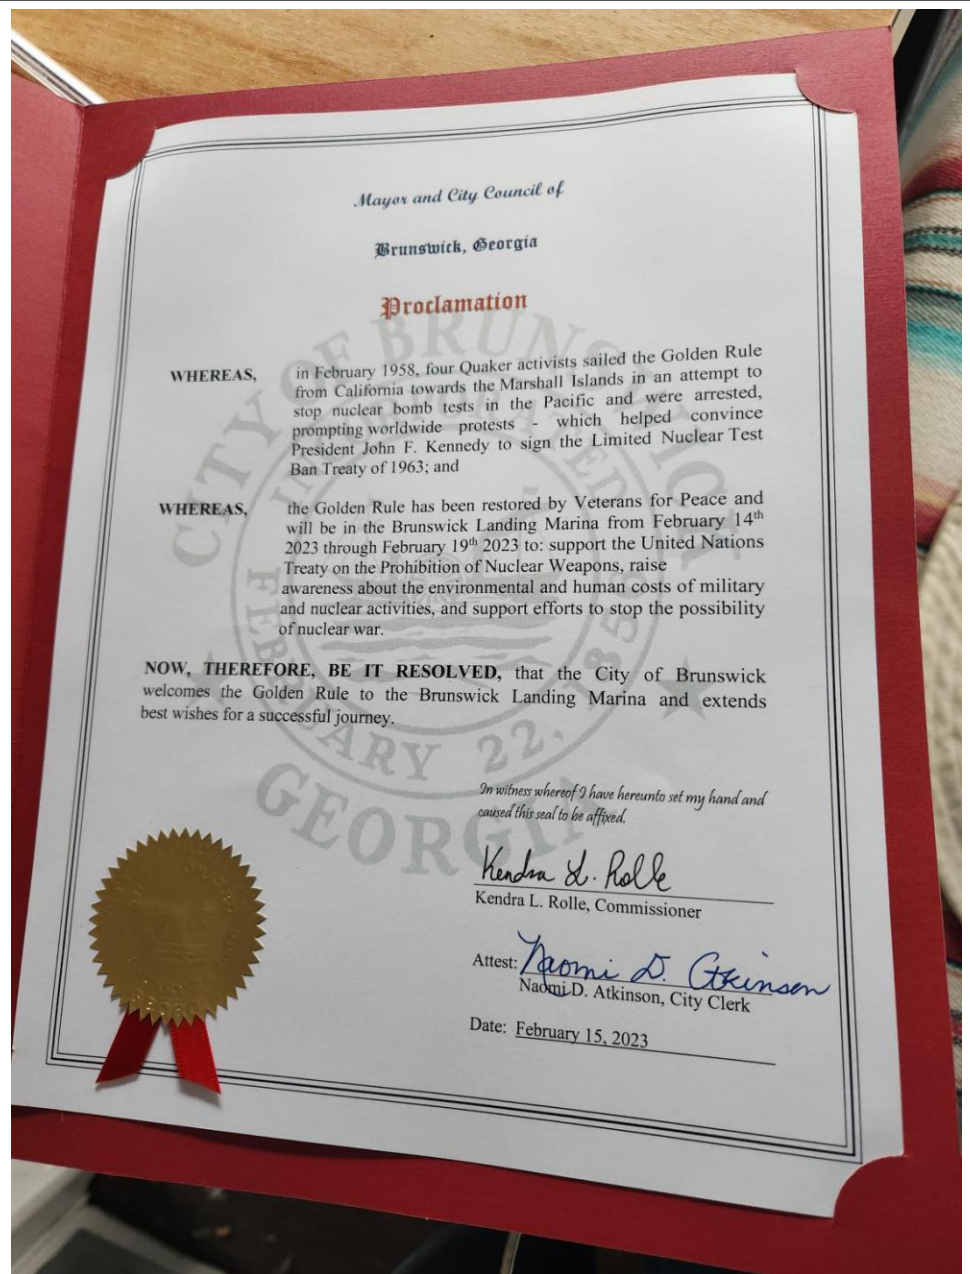 Mayor and City Council of
Brunswick, Georgia
Proclamation
WHEREAS, in February 1958, four Quaker activists sailed the Golden Rule
from California towards the Marshall Islands in an attempt to
stop nuclear bomb tests in the Pacific and were arrested,
prompting worldwide protests - which helped convince
President John F. Kennedy to sign the Limited Nuclear Test
Ban Treaty of 1963; and
WHEREAS, the Golden Rule has been restored by Veterans for Peace and
will be in the Brunswick Landing Marina from February 14th
2023 through February 19th 2023 to: support the United Nations
Treaty on the Prohibition of Nuclear Weapons, raise
awareness about the environmental and human costs of military
and nuclear activities, and support efforts to stop the possibility
of nuclear war.
NOW, THEREFORE, BE IT RESOLVED, that the City of Brunswick
welcomes the Golden Rule to the Brunswick Landing Marina and extends
best wishes for a successful journey.
In witness whereof I have hereunto set my hand and
caused this seal to be affixed.
Kendra L. Rolle
Kendra L. Rolle, Commissioner
Attest: Naomi D. Atkinson
Naomi D. Atkinson, City Clerk
Date: February 15, 2023
CITY OF BRUNSWICK
INCORPORATED
FEBRUARY 22, 1856
GEORGIA